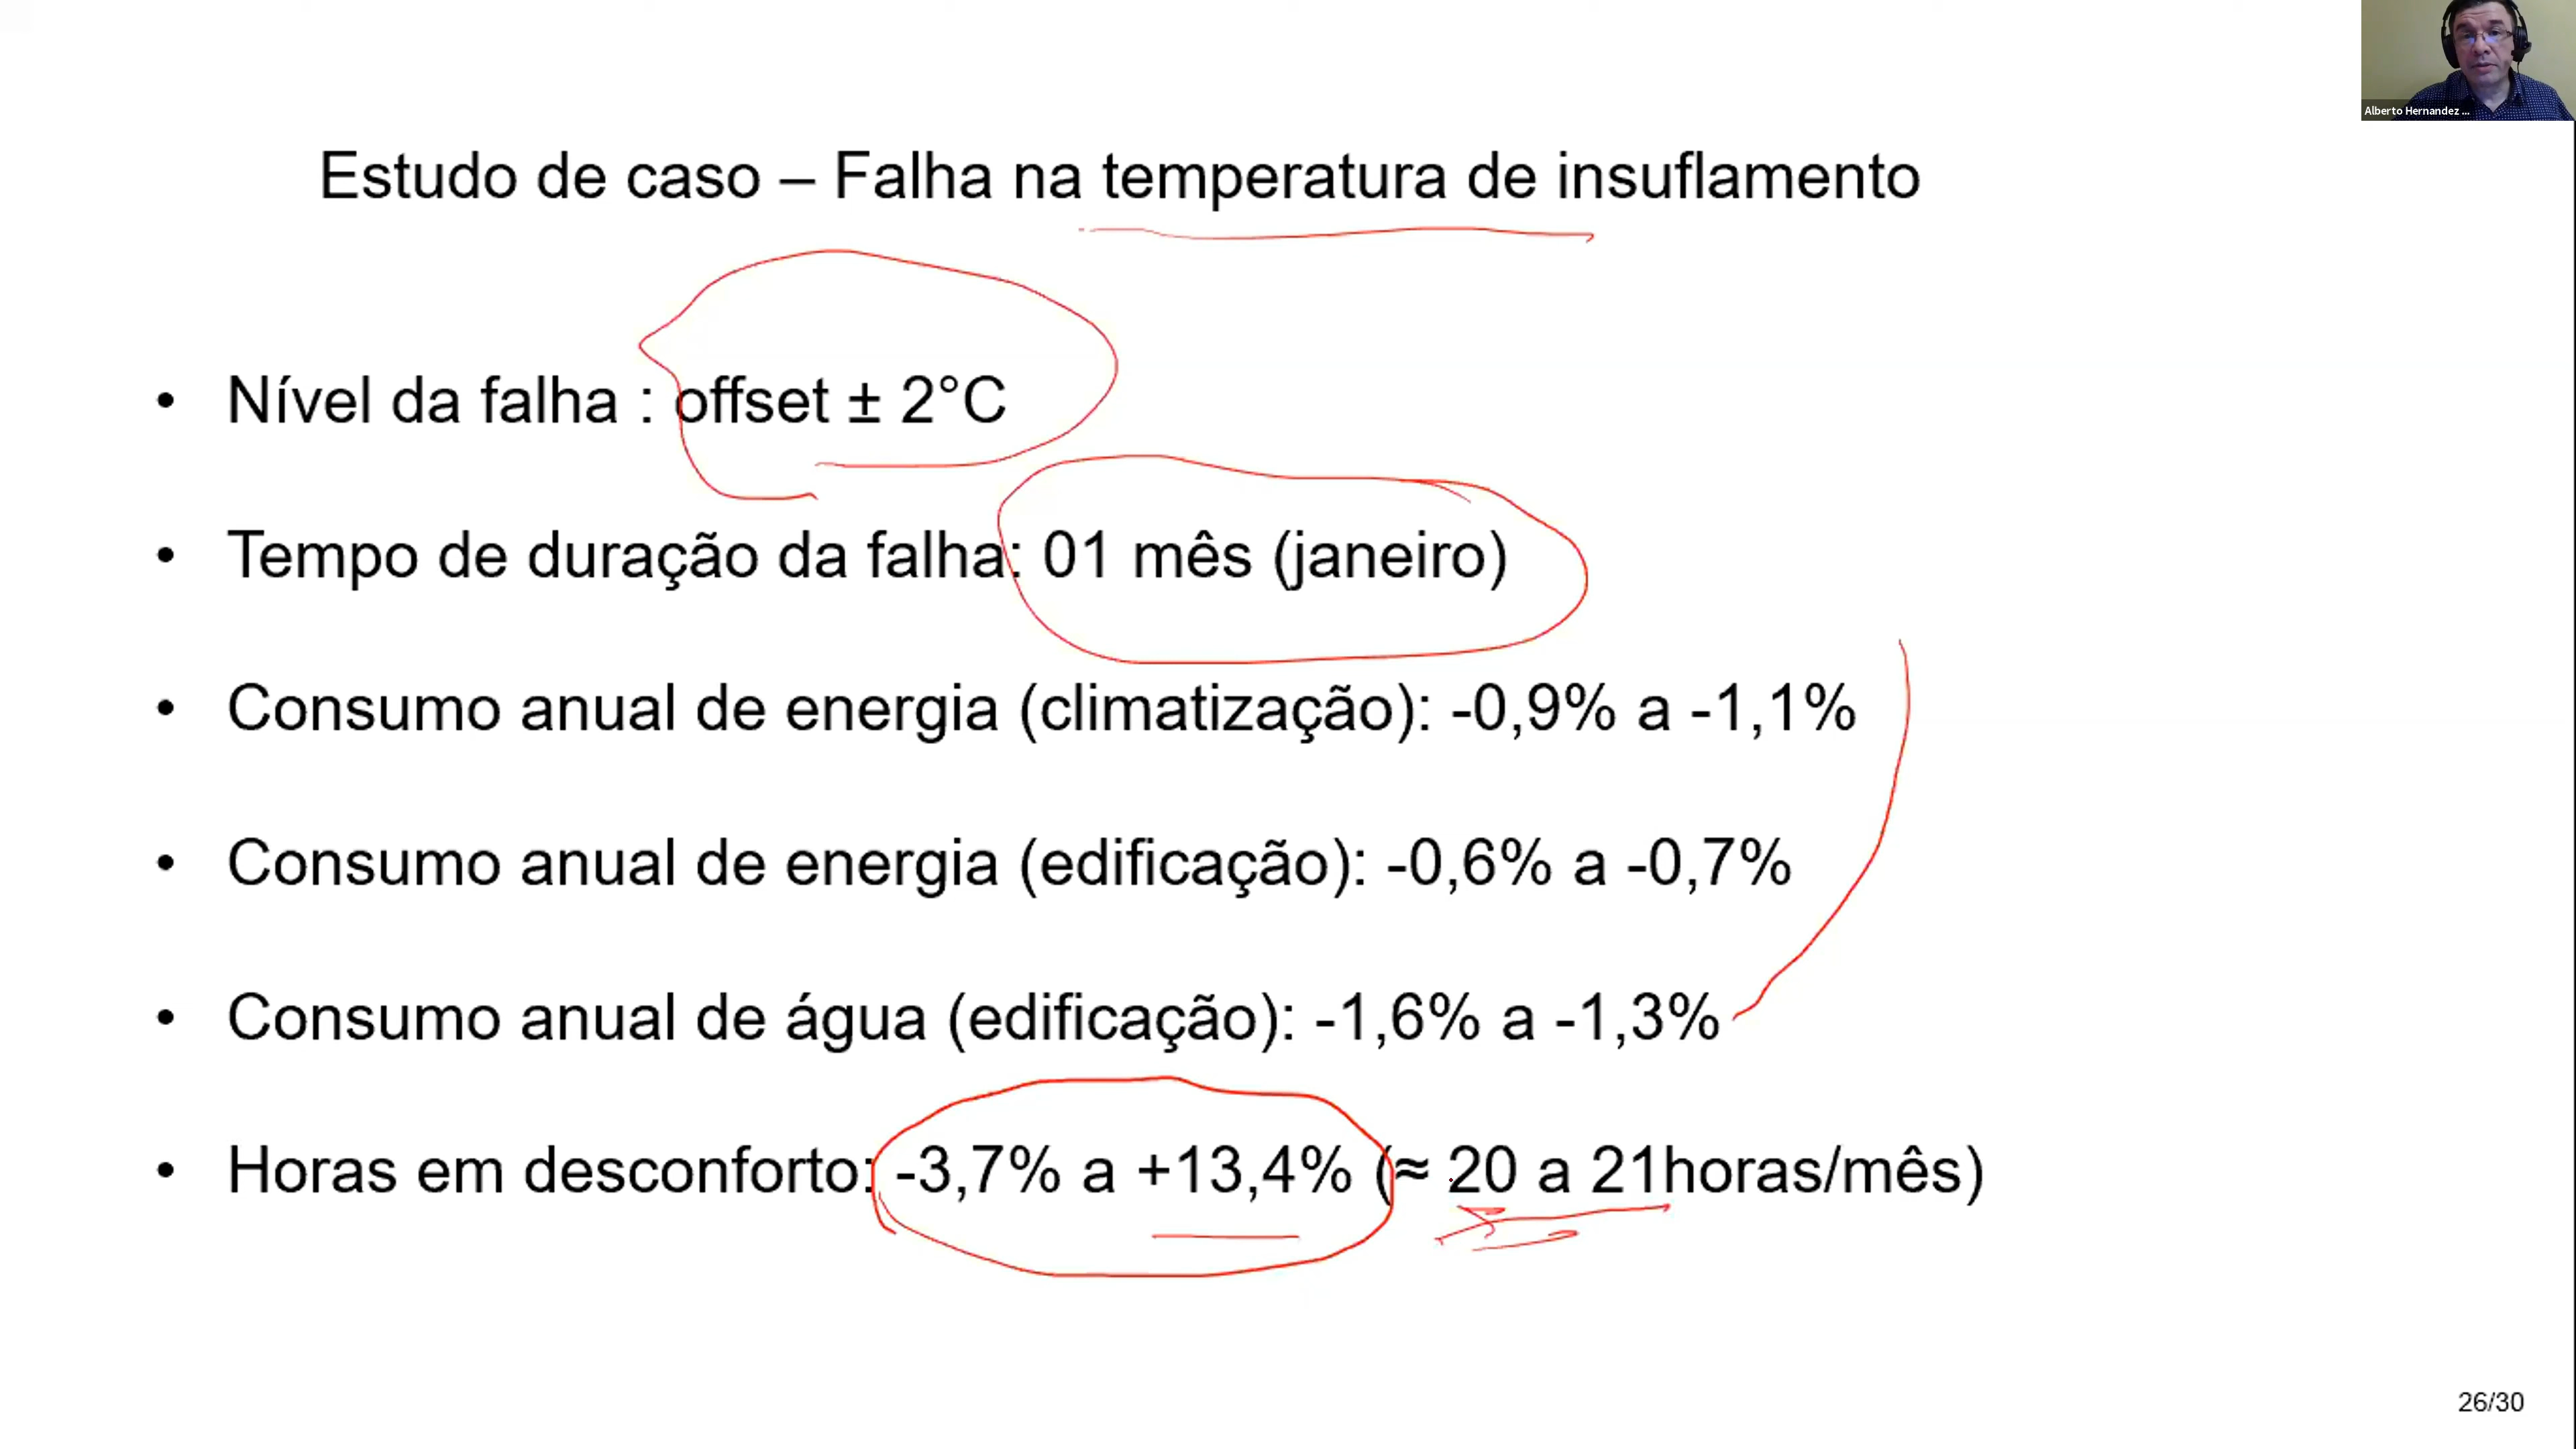 Alberto Hernandez ...
Estudo de caso – Falha na temperatura de insuflamento
• Nível da falha : offset ± 2°C
• Tempo de duração da falha: 01 mês (janeiro)
• Consumo anual de energia (climatização): -0,9% a -1,1%
• Consumo anual de energia (edificação): -0,6% a -0,7%
• Consumo anual de água (edificação): -1,6% a -1,3%
• Horas em desconforto: -3,7% a +13,4% (≈ 20 a 21horas/mês)
26/30